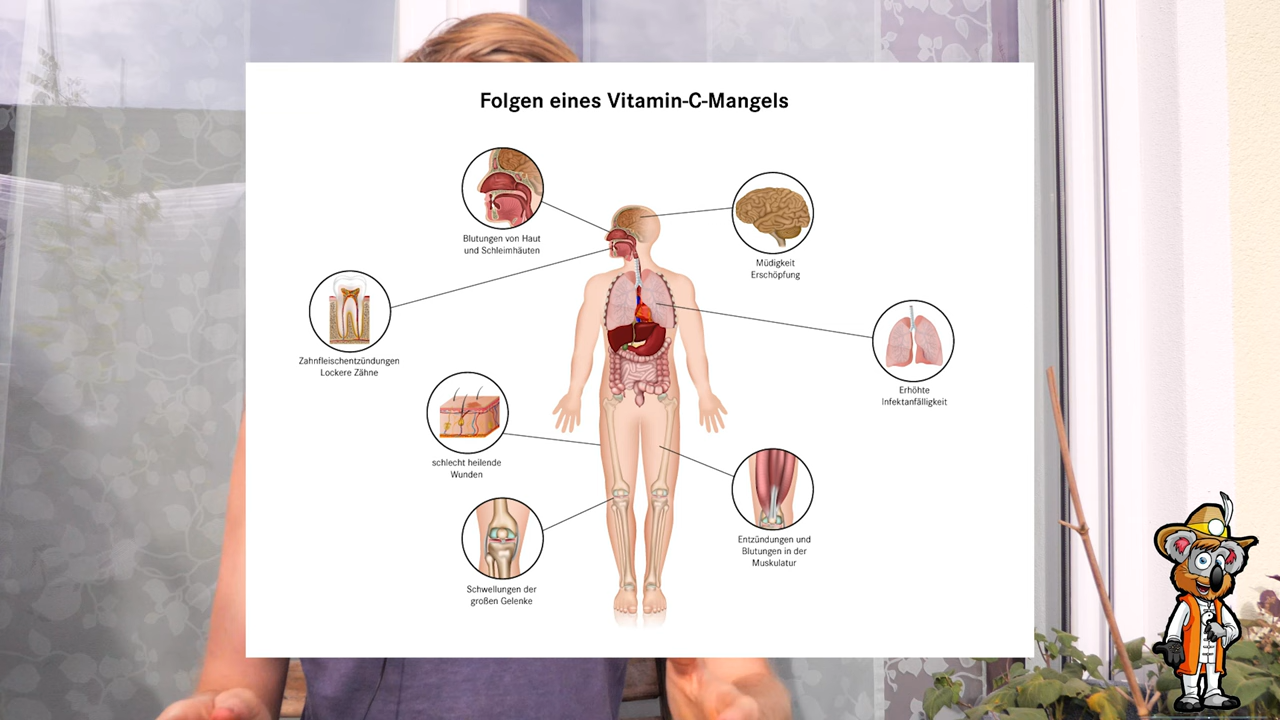 Folgen eines Vitamin-C-Mangels
Blutungen von Haut
und Schleimhäuten
Müdigkeit
Erschöpfung
Zahnfleischentzündungen
Lockere Zähne
Erhöhte
Infektanfälligkeit
schlecht heilende
Wunden
Entzündungen und
Blutungen in der
Muskulatur
Schwellungen der
großen Gelenke